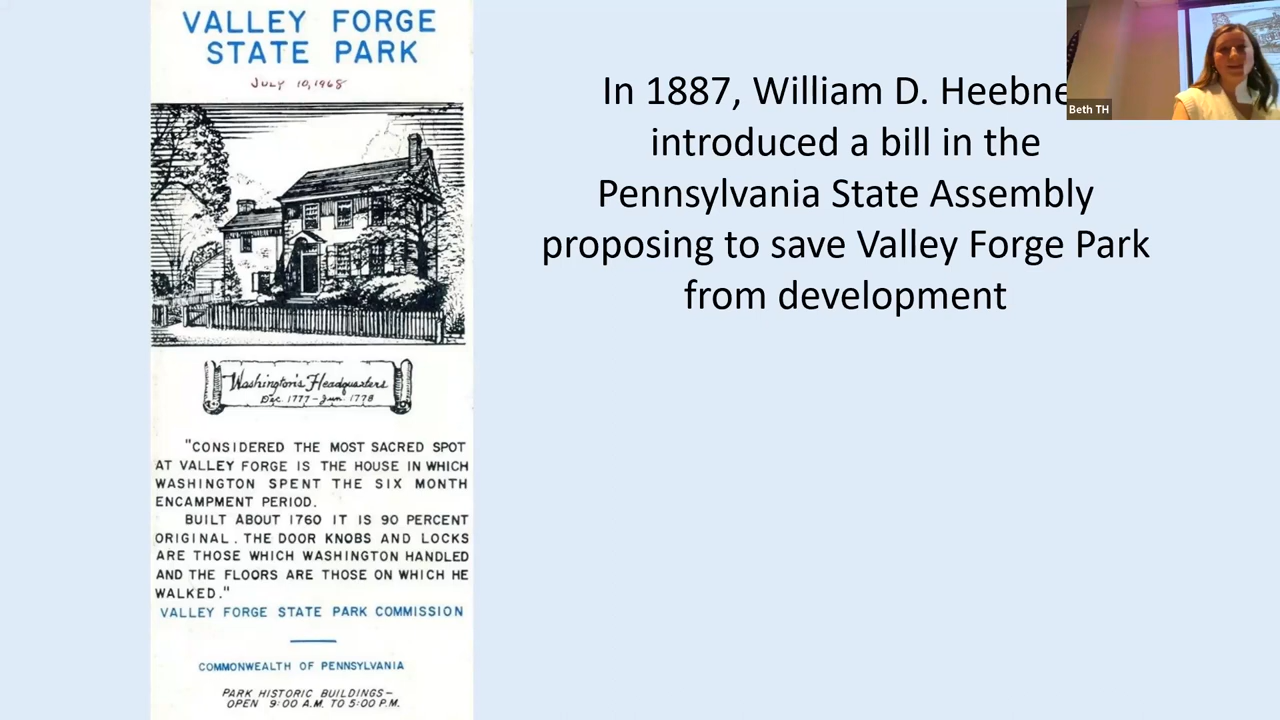 VALLEY FORGE
STATE PARK
JULY 10, 1968
Washington's Headquarters
Dec. 1777 – Jun. 1778
"CONSIDERED THE MOST SACRED SPOT
AT VALLEY FORGE IS THE HOUSE IN WHICH
WASHINGTON SPENT THE SIX MONTH
ENCAMPMENT PERIOD.
BUILT ABOUT 1760 IT IS 90 PERCENT
ORIGINAL. THE DOOR KNOBS AND LOCKS
ARE THOSE WHICH WASHINGTON HANDLED
AND THE FLOORS ARE THOSE ON WHICH HE
WALKED."
VALLEY FORGE STATE PARK COMMISSION
COMMONWEALTH OF PENNSYLVANIA
PARK HISTORIC BUILDINGS–
OPEN 9:00 A.M. TO 5:00 P.M.
In 1887, William D. Heebne
introduced a bill in the
Pennsylvania State Assembly
proposing to save Valley Forge Park
from development
Beth TH